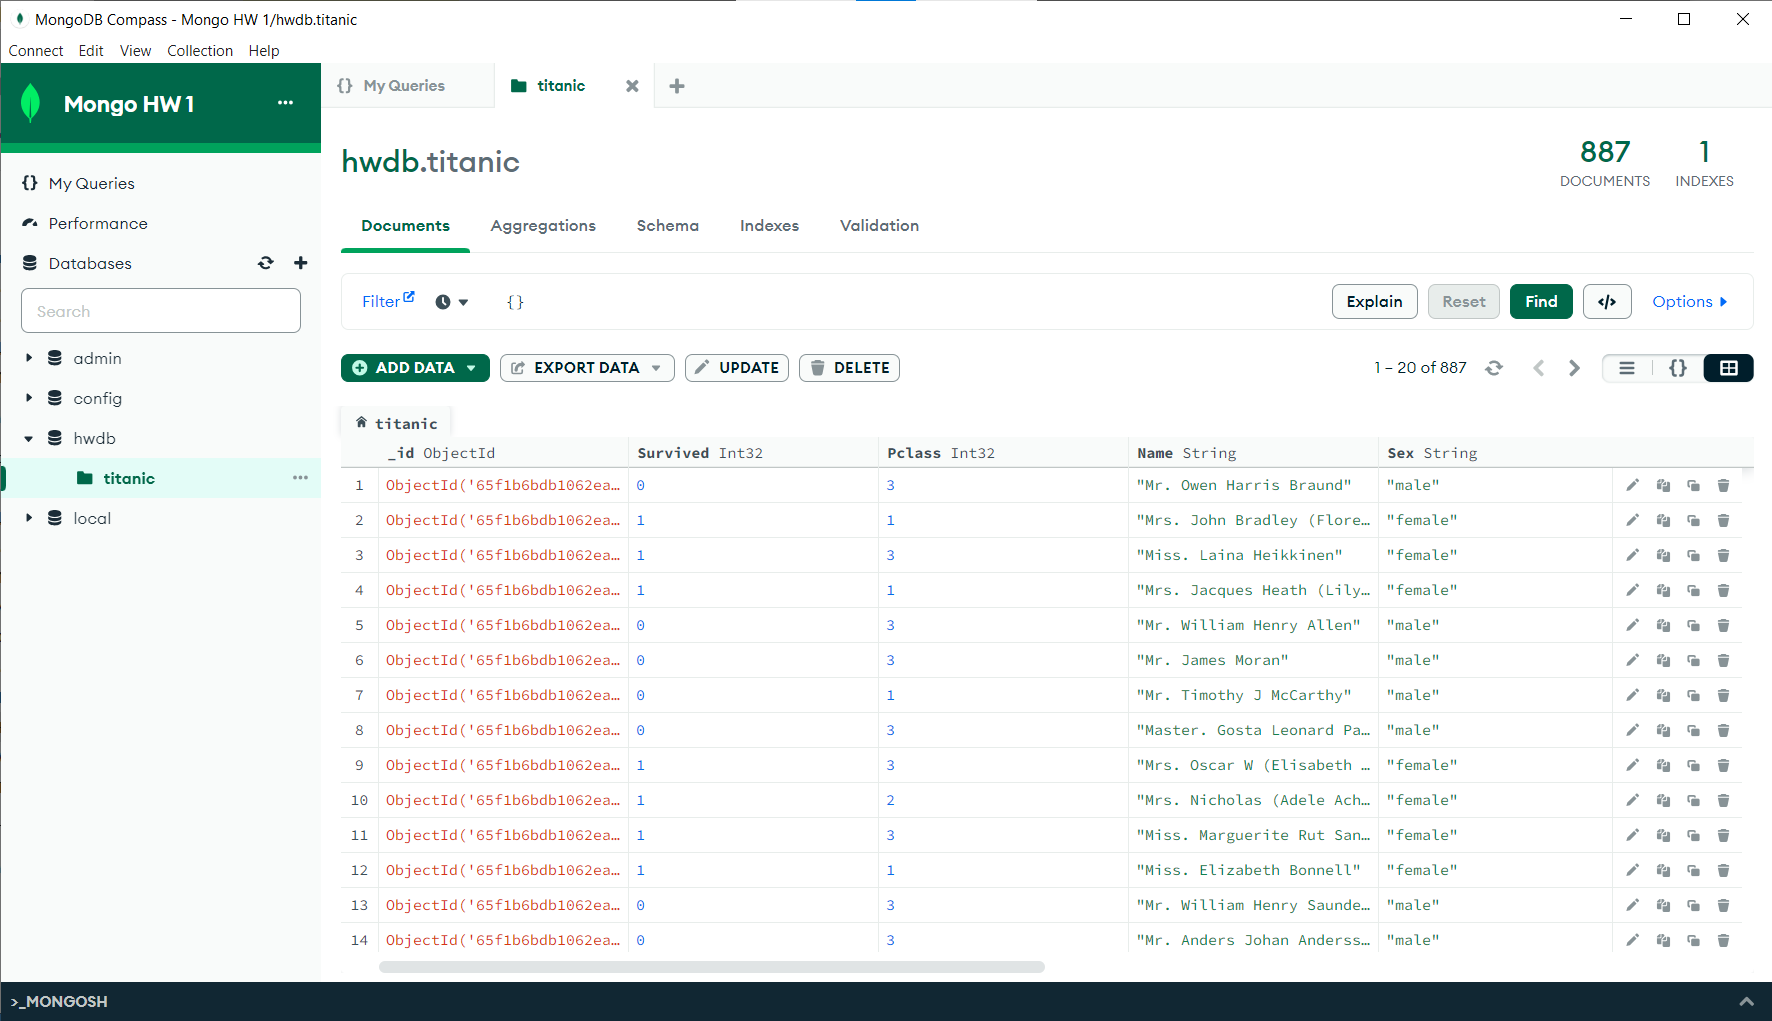 MongoDB Compass - Mongo HW 1/hwdb.titanic
Connect Edit View Collection Help
Mongo HW 1 ...
{} My Queries
titanic
My Queries
Performance
Databases
Search
admin
config
hwdb
titanic ...
local
hwdb.titanic
887 DOCUMENTS
1 INDEXES
Documents Aggregations Schema Indexes Validation
Filter {} Explain Reset Find </> Options
ADD DATA EXPORT DATA UPDATE DELETE 1 – 20 of 887 {}
titanic
_id ObjectId Survived Int32 Pclass Int32 Name String Sex String
1 ObjectId('65f1b6bdb1062ea… 0 3 "Mr. Owen Harris Braund" "male"
2 ObjectId('65f1b6bdb1062ea… 1 1 "Mrs. John Bradley (Flore… "female"
3 ObjectId('65f1b6bdb1062ea… 1 3 "Miss. Laina Heikkinen" "female"
4 ObjectId('65f1b6bdb1062ea… 1 1 "Mrs. Jacques Heath (Lily… "female"
5 ObjectId('65f1b6bdb1062ea… 0 3 "Mr. William Henry Allen" "male"
6 ObjectId('65f1b6bdb1062ea… 0 3 "Mr. James Moran" "male"
7 ObjectId('65f1b6bdb1062ea… 0 1 "Mr. Timothy J McCarthy" "male"
8 ObjectId('65f1b6bdb1062ea… 0 3 "Master. Gosta Leonard Pa… "male"
9 ObjectId('65f1b6bdb1062ea… 1 3 "Mrs. Oscar W (Elisabeth … "female"
10 ObjectId('65f1b6bdb1062ea… 1 2 "Mrs. Nicholas (Adele Ach… "female"
11 ObjectId('65f1b6bdb1062ea… 1 3 "Miss. Marguerite Rut San… "female"
12 ObjectId('65f1b6bdb1062ea… 1 1 "Miss. Elizabeth Bonnell" "female"
13 ObjectId('65f1b6bdb1062ea… 0 3 "Mr. William Henry Saunde… "male"
14 ObjectId('65f1b6bdb1062ea… 0 3 "Mr. Anders Johan Anderss… "male"
>_MONGOSH